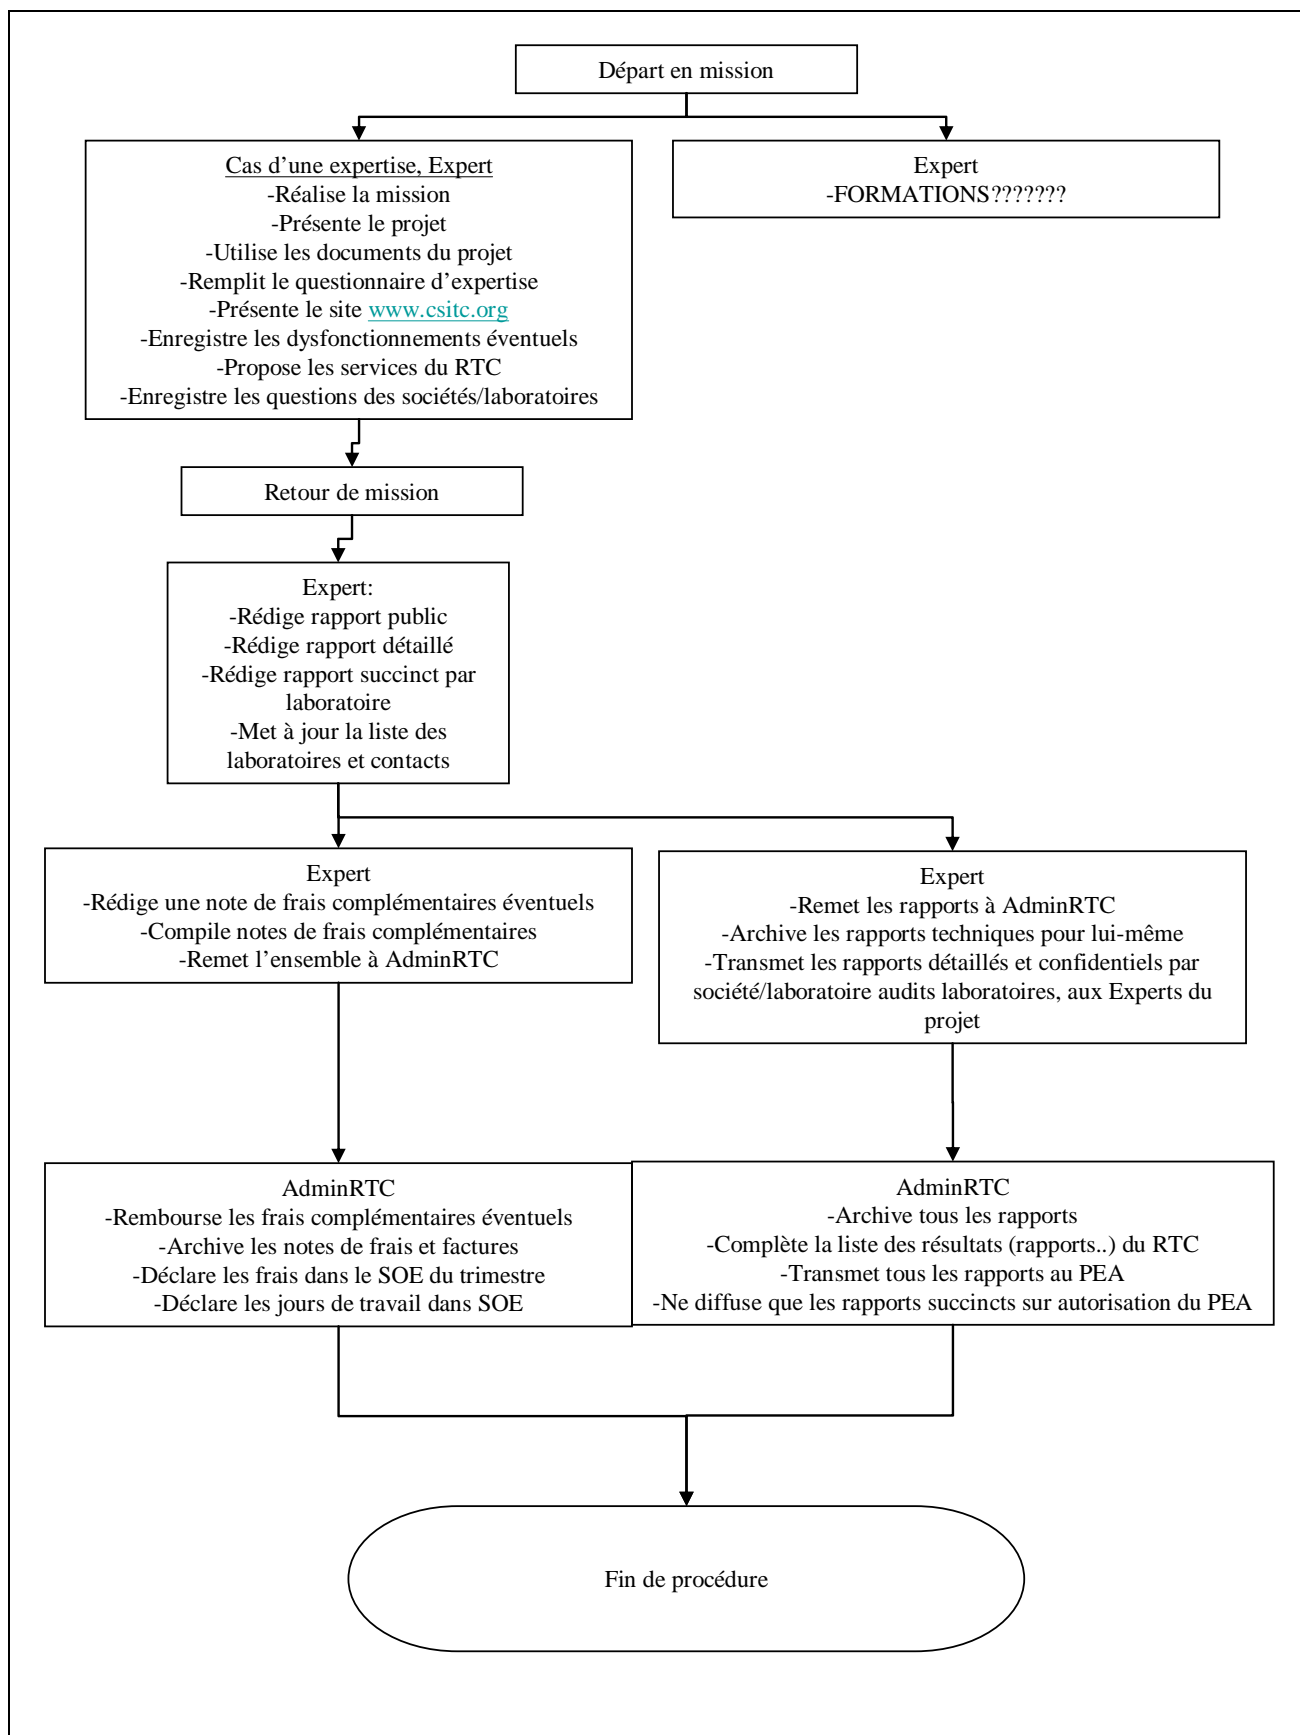 Départ en mission
Cas d'une expertise, Expert
-Réalise la mission
-Présente le projet
-Utilise les documents du projet
-Remplit le questionnaire d'expertise
-Présente le site www.csitc.org
-Enregistre les dysfonctionnements éventuels
-Propose les services du RTC
-Enregistre les questions des sociétés/laboratoires
Expert
-FORMATIONS???????
Retour de mission
Expert:
-Rédige rapport public
-Rédige rapport détaillé
-Rédige rapport succinct par
laboratoire
-Met à jour la liste des
laboratoires et contacts
Expert
-Rédige une note de frais complémentaires éventuels
-Compile notes de frais complémentaires
-Remet l'ensemble à AdminRTC
Expert
-Remet les rapports à AdminRTC
-Archive les rapports techniques pour lui-même
-Transmet les rapports détaillés et confidentiels par
société/laboratoire audits laboratoires, aux Experts du
projet
AdminRTC
-Rembourse les frais complémentaires éventuels
-Archive les notes de frais et factures
-Déclare les frais dans le SOE du trimestre
-Déclare les jours de travail dans SOE
AdminRTC
-Archive tous les rapports
-Complète la liste des résultats (rapports..) du RTC
-Transmet tous les rapports au PEA
-Ne diffuse que les rapports succincts sur autorisation du PEA
Fin de procédure